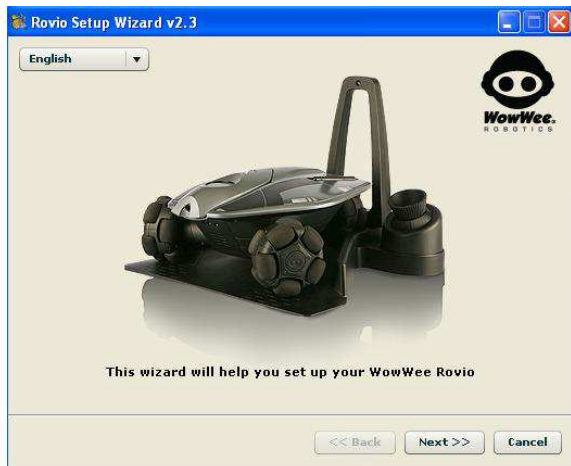 Rovio Setup Wizard v2.3
English
WowWee.
ROBOTICS
This wizard will help you set up your WowWee Rovio
<< Back
Next >>
Cancel